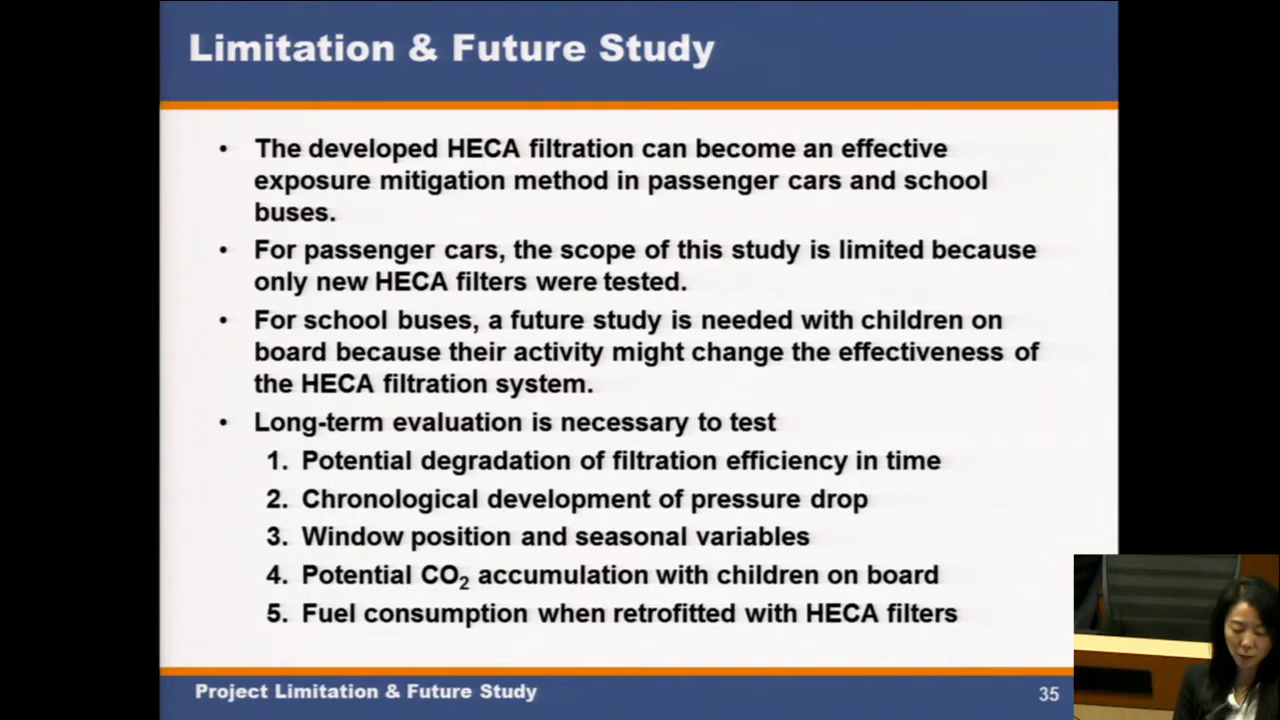 Limitation & Future Study
• The developed HECA filtration can become an effective
exposure mitigation method in passenger cars and school
buses.
• For passenger cars, the scope of this study is limited because
only new HECA filters were tested.
• For school buses, a future study is needed with children on
board because their activity might change the effectiveness of
the HECA filtration system.
• Long-term evaluation is necessary to test
1. Potential degradation of filtration efficiency in time
2. Chronological development of pressure drop
3. Window position and seasonal variables
4. Potential CO₂ accumulation with children on board
5. Fuel consumption when retrofitted with HECA filters
Project Limitation & Future Study
35